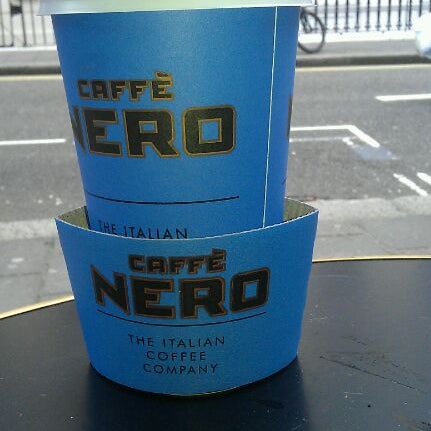 CAFFÈ
NERO
THE ITALIAN
CAFFÈ
NERO
THE ITALIAN
COFFEE
COMPANY